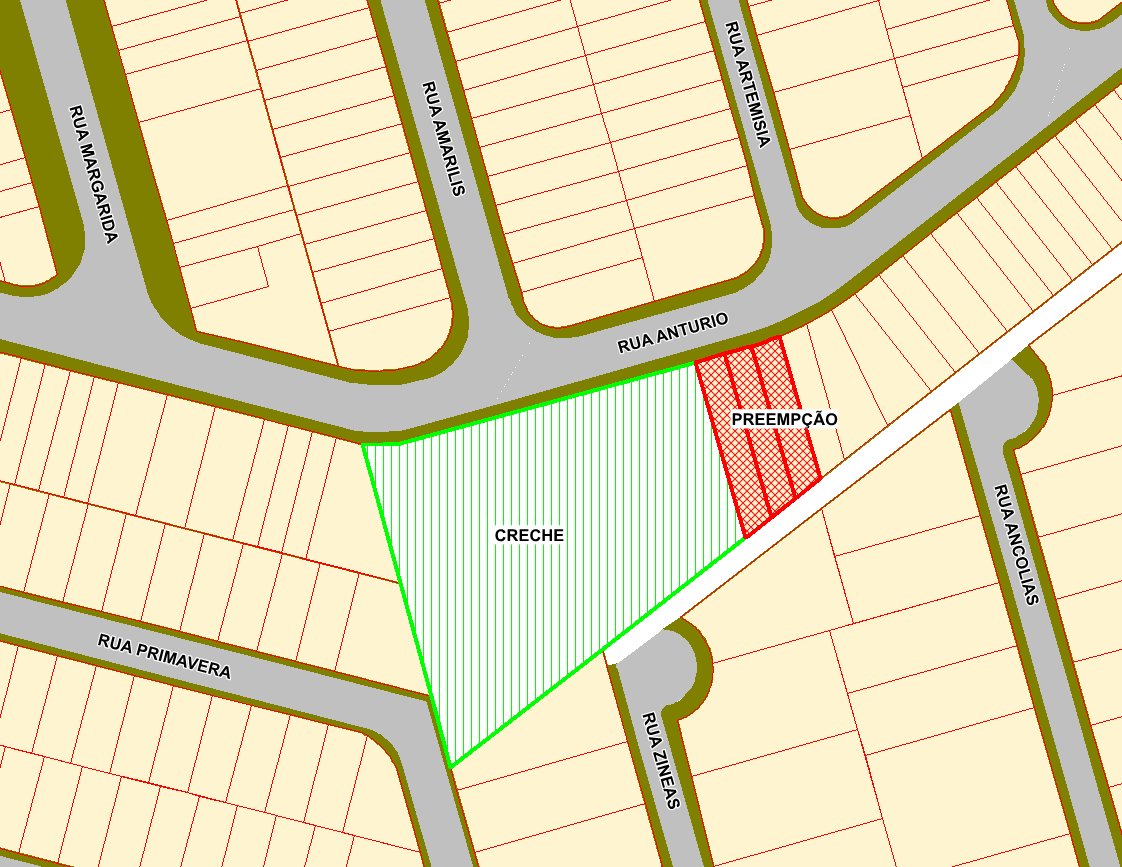 RUA MARGARIDA
RUA AMARILIS
RUA ARTEMISIA
RUA ANTURIO
PREEMPÇÃO
CRECHE
RUA ANCOLIAS
RUA PRIMAVERA
RUA ZINEAS